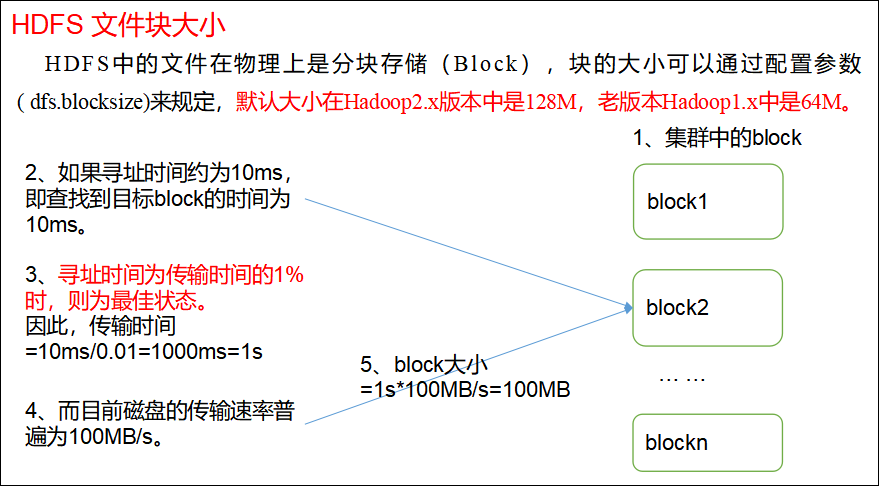 HDFS 文件块大小
HDFS中的文件在物理上是分块存储（Block），块的大小可以通过配置参数
( dfs.blocksize)来规定，默认大小在Hadoop2.x版本中是128M，老版本Hadoop1.x中是64M。
1、集群中的block
2、如果寻址时间约为10ms，
即查找到目标block的时间为
10ms。
block1
3、寻址时间为传输时间的1%
时，则为最佳状态。
因此，传输时间
=10ms/0.01=1000ms=1s
block2
5、block大小
=1s*100MB/s=100MB
… …
4、而目前磁盘的传输速率普
遍为100MB/s。
blockn